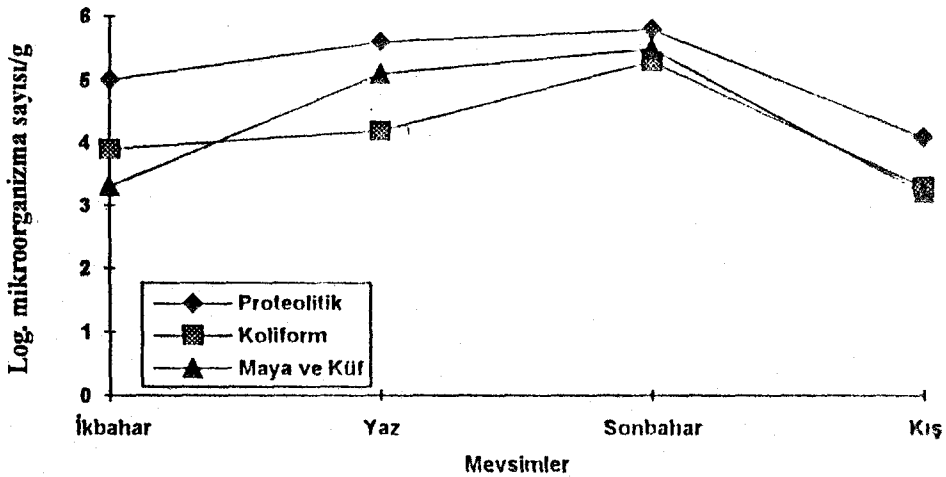 Log. mikroorganizma sayısı/g
6
5
4
3
2
1
0
Proteolitik
Koliform
Maya ve Küf
İkbahar
Yaz
Sonbahar
Kış
Mevsimler